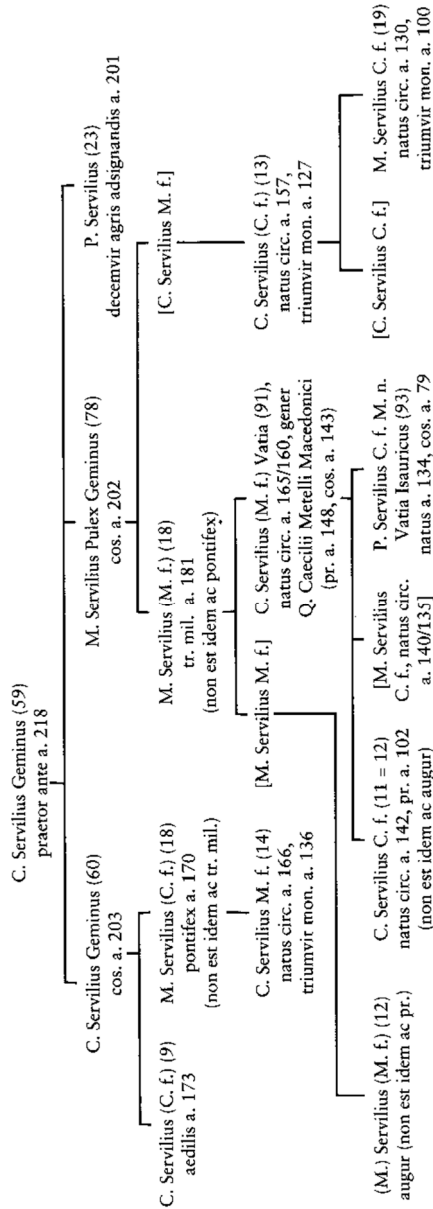 C. Servilius Geminus (59)
praetor ante a. 218
C. Servilius Geminus (60)
cos. a. 203
M. Servilius Pulex Geminus (78)
cos. a. 202
P. Servilius (23)
decemvir agris adsignandis a. 201
C. Servilius (C. f.) (9)
aedilis a. 173
M. Servilius (C. f.) (18)
pontifex a. 170
(non est idem ac tr. mil.)
M. Servilius (M. f.) (18)
tr. mil. a. 181
(non est idem ac pontifex)
[C. Servilius M. f.]
C. Servilius M. f. (14)
natus circ. a. 166,
triumvir mon. a. 136
[M. Servilius M. f.]
C. Servilius (M. f.) Vatia (91),
natus circ. a. 165/160, gener
Q. Caecilii Metelli Macedonici
(pr. a. 148, cos. a. 143)
C. Servilius (C. f.) (13)
natus circ. a. 157,
triumvir mon. a. 127
(M.) Servilius (M. f.) (12)
augur (non est idem ac pr.)
C. Servilius C. f. (11 = 12)
natus circ. a. 142, pr. a. 102
(non est idem ac augur)
[M. Servilius
C. f., natus circ.
a. 140/135]
P. Servilius C. f. M. n.
Vatia Isauricus (93)
natus a. 134, cos. a. 79
[C. Servilius C. f.]
M. Servilius C. f. (19)
natus circ. a. 130,
triumvir mon. a. 100